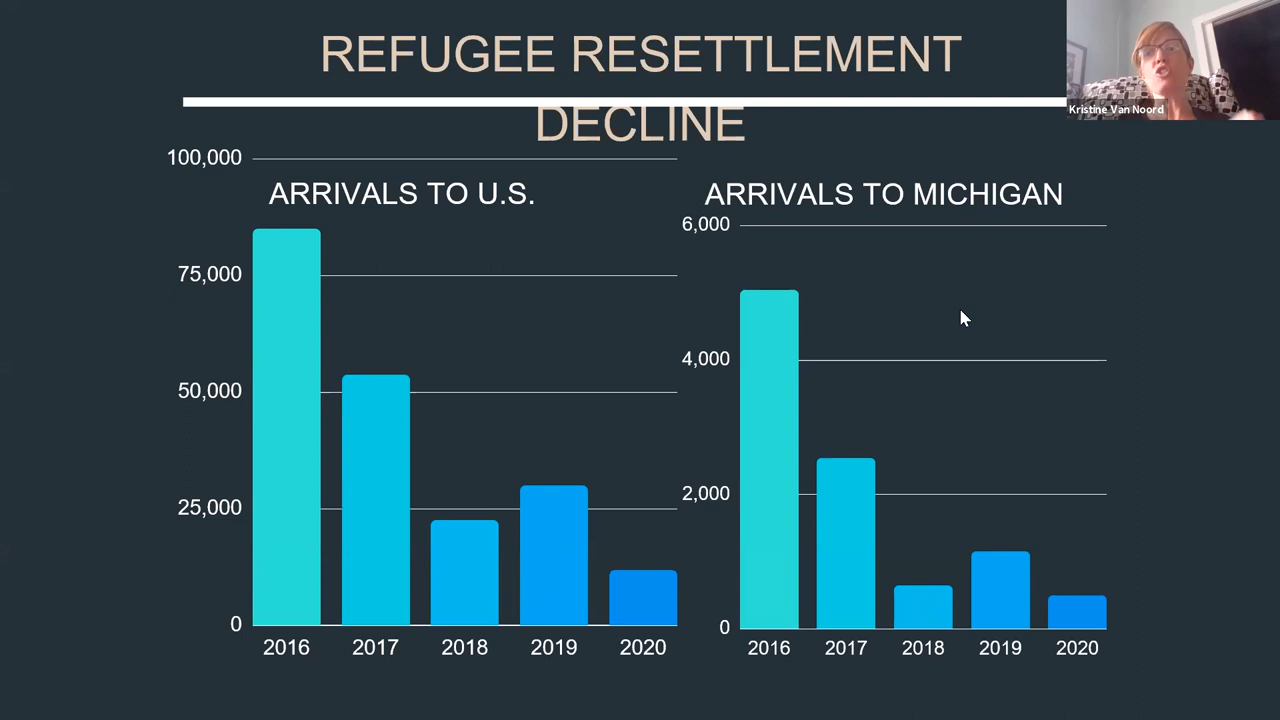 REFUGEE RESETTLEMENT
DECLINE
Kristine Van Noord
ARRIVALS TO U.S.
100,000
75,000
50,000
25,000
0
2016 2017 2018 2019 2020
ARRIVALS TO MICHIGAN
6,000
4,000
2,000
0
2016 2017 2018 2019 2020